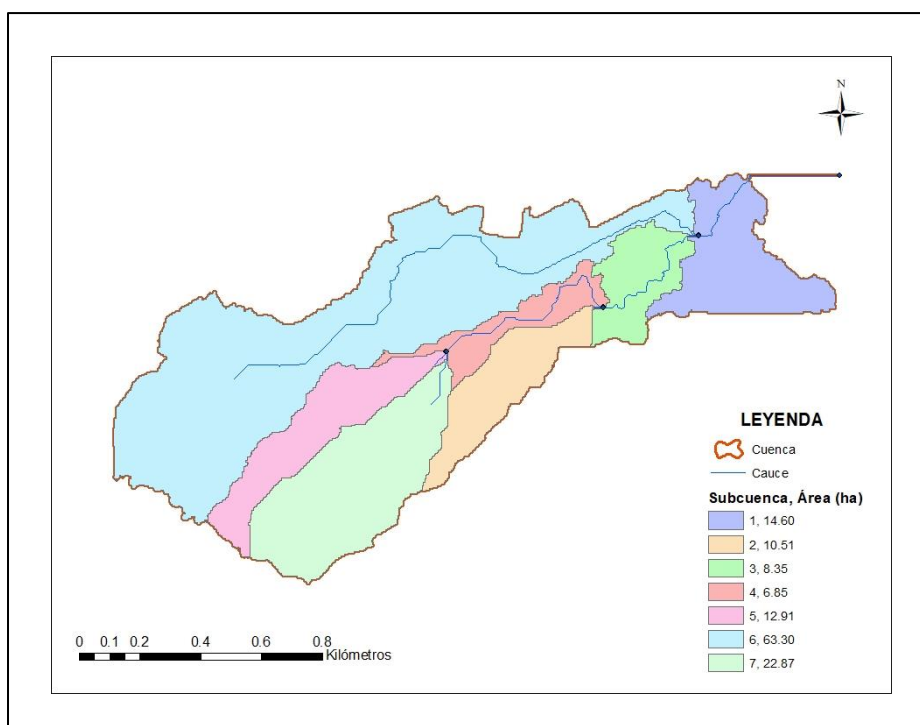 N
LEYENDA
Cuenca
Cauce
Subcuenca, Área (ha)
1, 14.60
2, 10.51
3, 8.35
4, 6.85
5, 12.91
6, 63.30
7, 22.87
0 0.1 0.2 0.4 0.6 0.8
Kilómetros